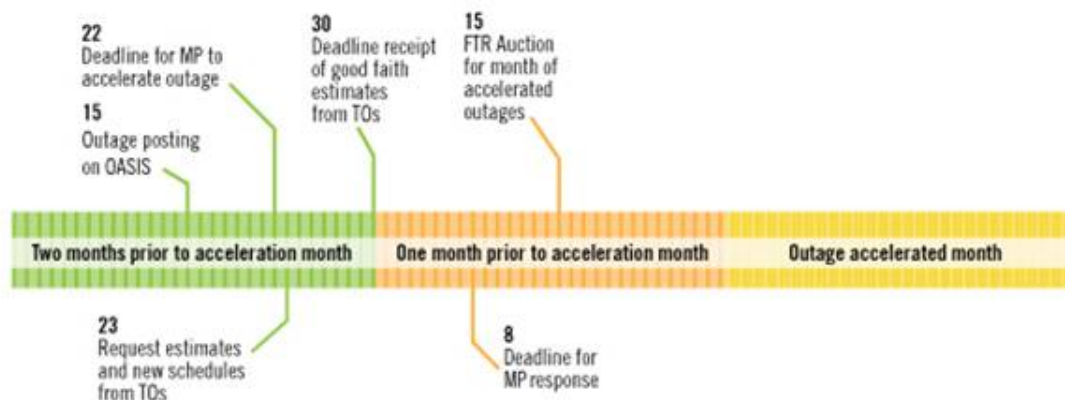 22
Deadline for MP to
accelerate outage
15
Outage posting
on OASIS
30
Deadline receipt
of good faith
estimates
from TOs
15
FTR Auction
for month of
accelerated
outages
Two months prior to acceleration month
One month prior to acceleration month
Outage accelerated month
23
Request estimates
and new schedules
from TOs
8
Deadline for
MP response